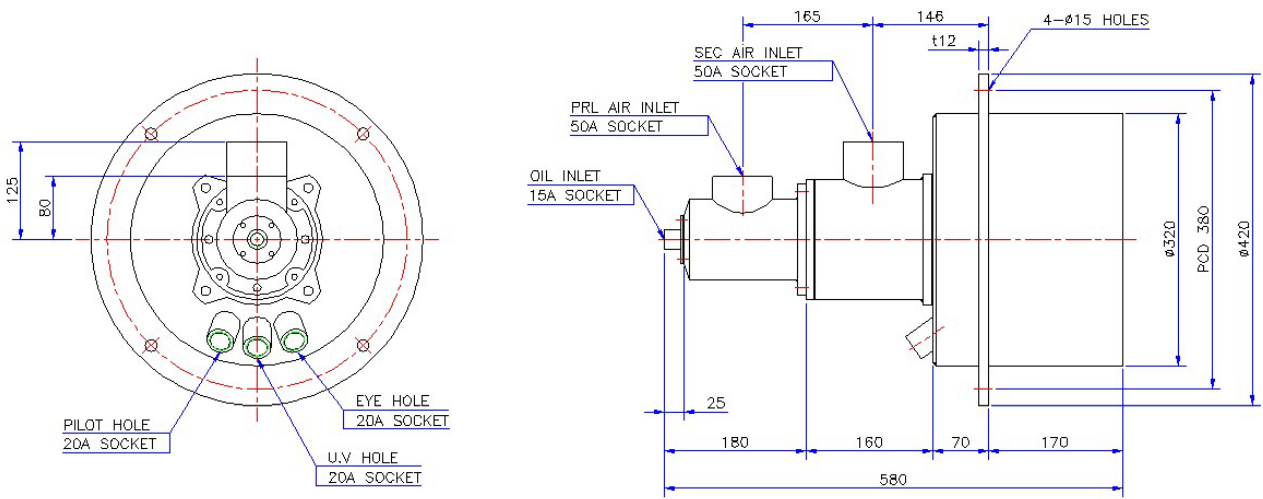 165
146
4-ø15 HOLES
t12
SEC AIR INLET
50A SOCKET
PRL AIR INLET
50A SOCKET
OIL INLET
15A SOCKET
125
80
ø320
PCD 380
ø420
EYE HOLE
20A SOCKET
PILOT HOLE
20A SOCKET
U.V HOLE
20A SOCKET
25
180
160
70
170
580